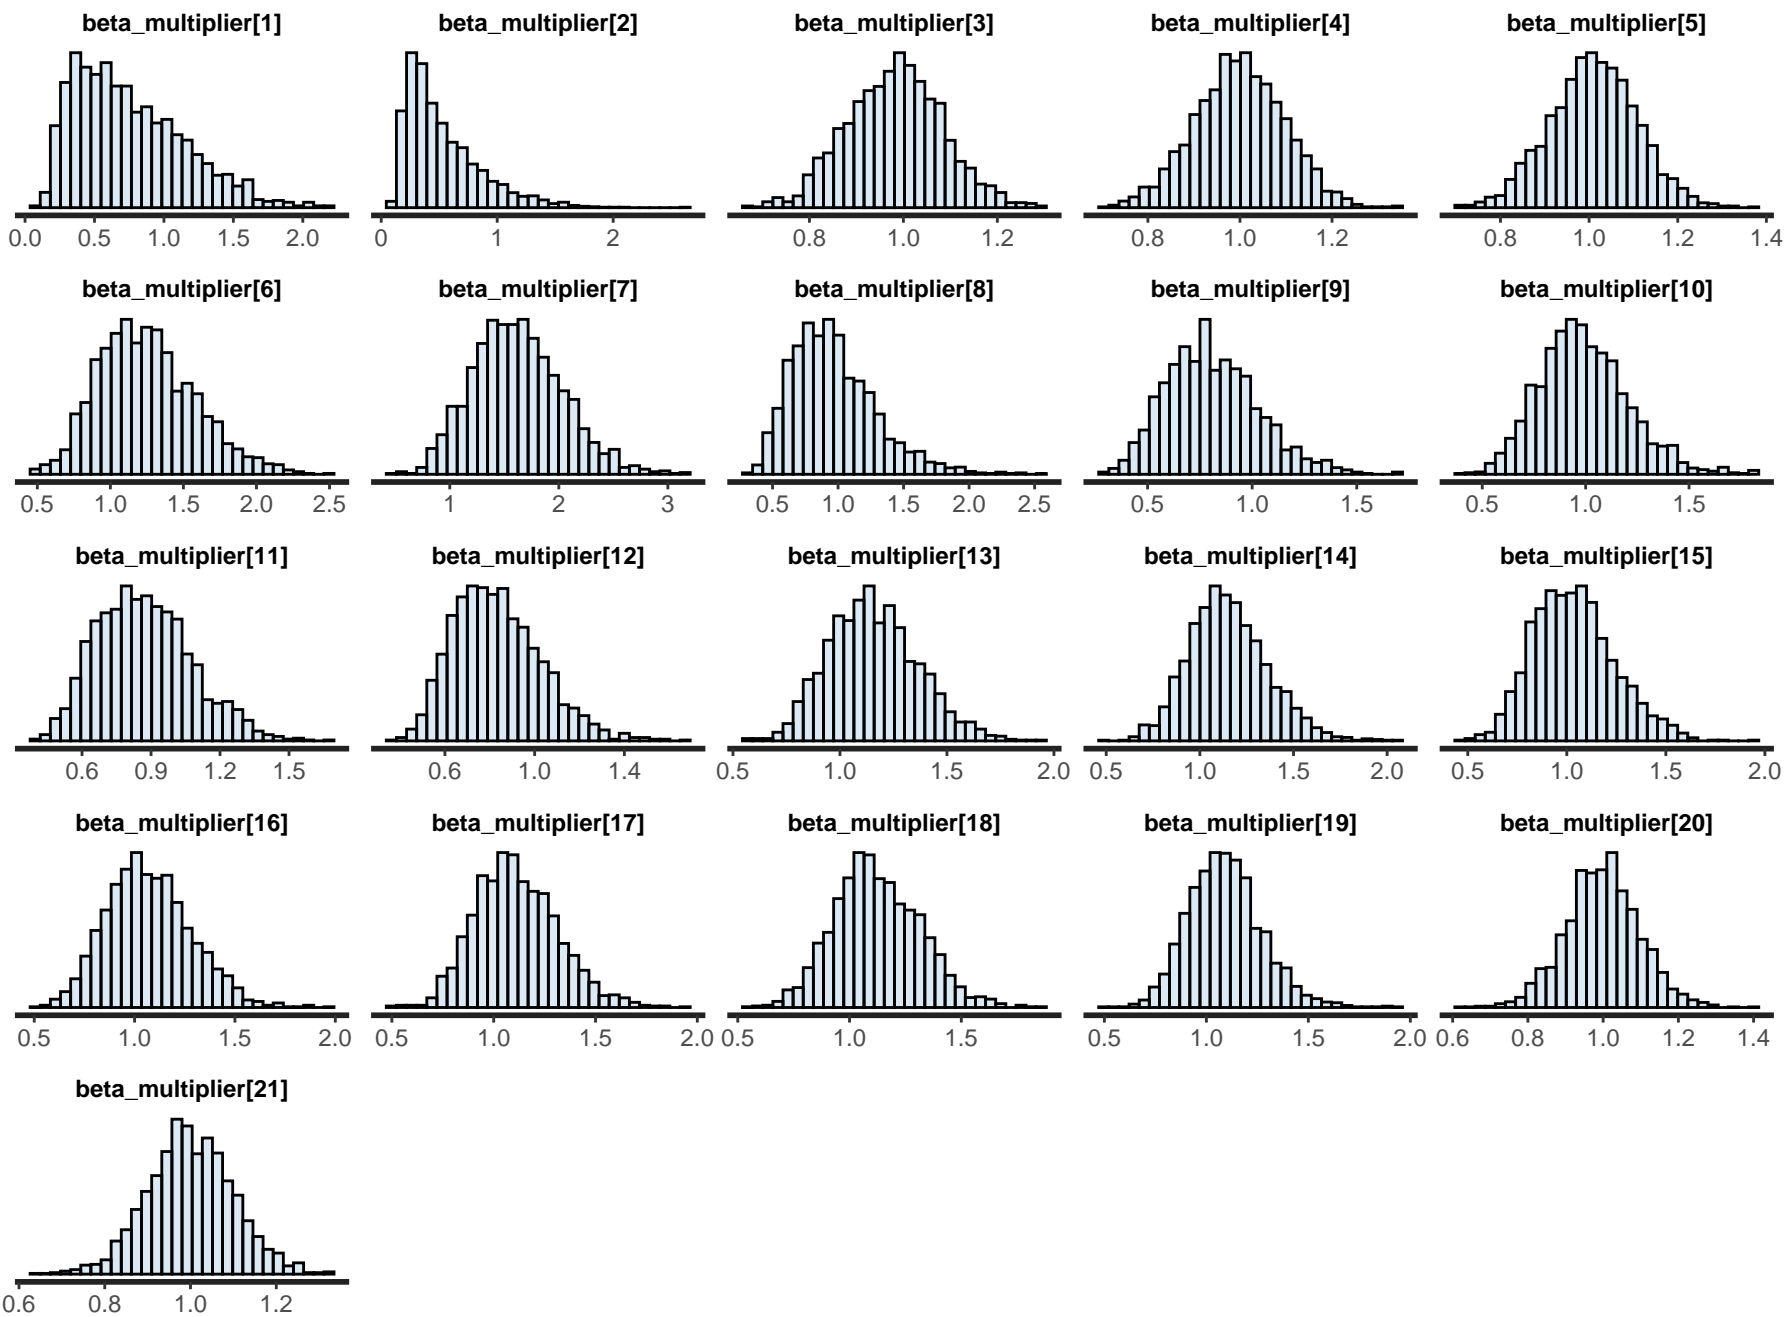 beta_multiplier[1] beta_multiplier[2] beta_multiplier[3] beta_multiplier[4] beta_multiplier[5]
0.0 0.5 1.0 1.5 2.0 0 1 2 0.8 1.0 1.2 0.8 1.0 1.2 0.8 1.0 1.2 1.4
beta_multiplier[6] beta_multiplier[7] beta_multiplier[8] beta_multiplier[9] beta_multiplier[10]
0.5 1.0 1.5 2.0 2.5 1 2 3 0.5 1.0 1.5 2.0 2.5 0.5 1.0 1.5 0.5 1.0 1.5
beta_multiplier[11] beta_multiplier[12] beta_multiplier[13] beta_multiplier[14] beta_multiplier[15]
0.6 0.9 1.2 1.5 0.6 1.0 1.4 0.5 1.0 1.5 2.0 0.5 1.0 1.5 2.0 0.5 1.0 1.5 2.0
beta_multiplier[16] beta_multiplier[17] beta_multiplier[18] beta_multiplier[19] beta_multiplier[20]
0.5 1.0 1.5 2.0 0.5 1.0 1.5 2.0 0.5 1.0 1.5 0.5 1.0 1.5 2.0 0.6 0.8 1.0 1.2 1.4
beta_multiplier[21]
0.6 0.8 1.0 1.2